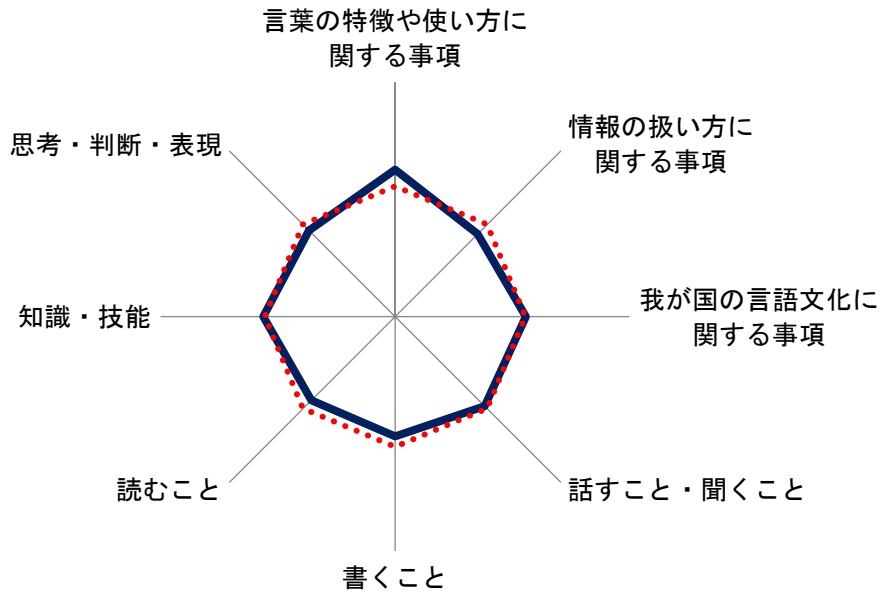 言葉の特徴や使い方に
関する事項
情報の扱い方に
関する事項
我が国の言語文化に
関する事項
話すこと・聞くこと
書くこと
読むこと
知識・技能
思考・判断・表現